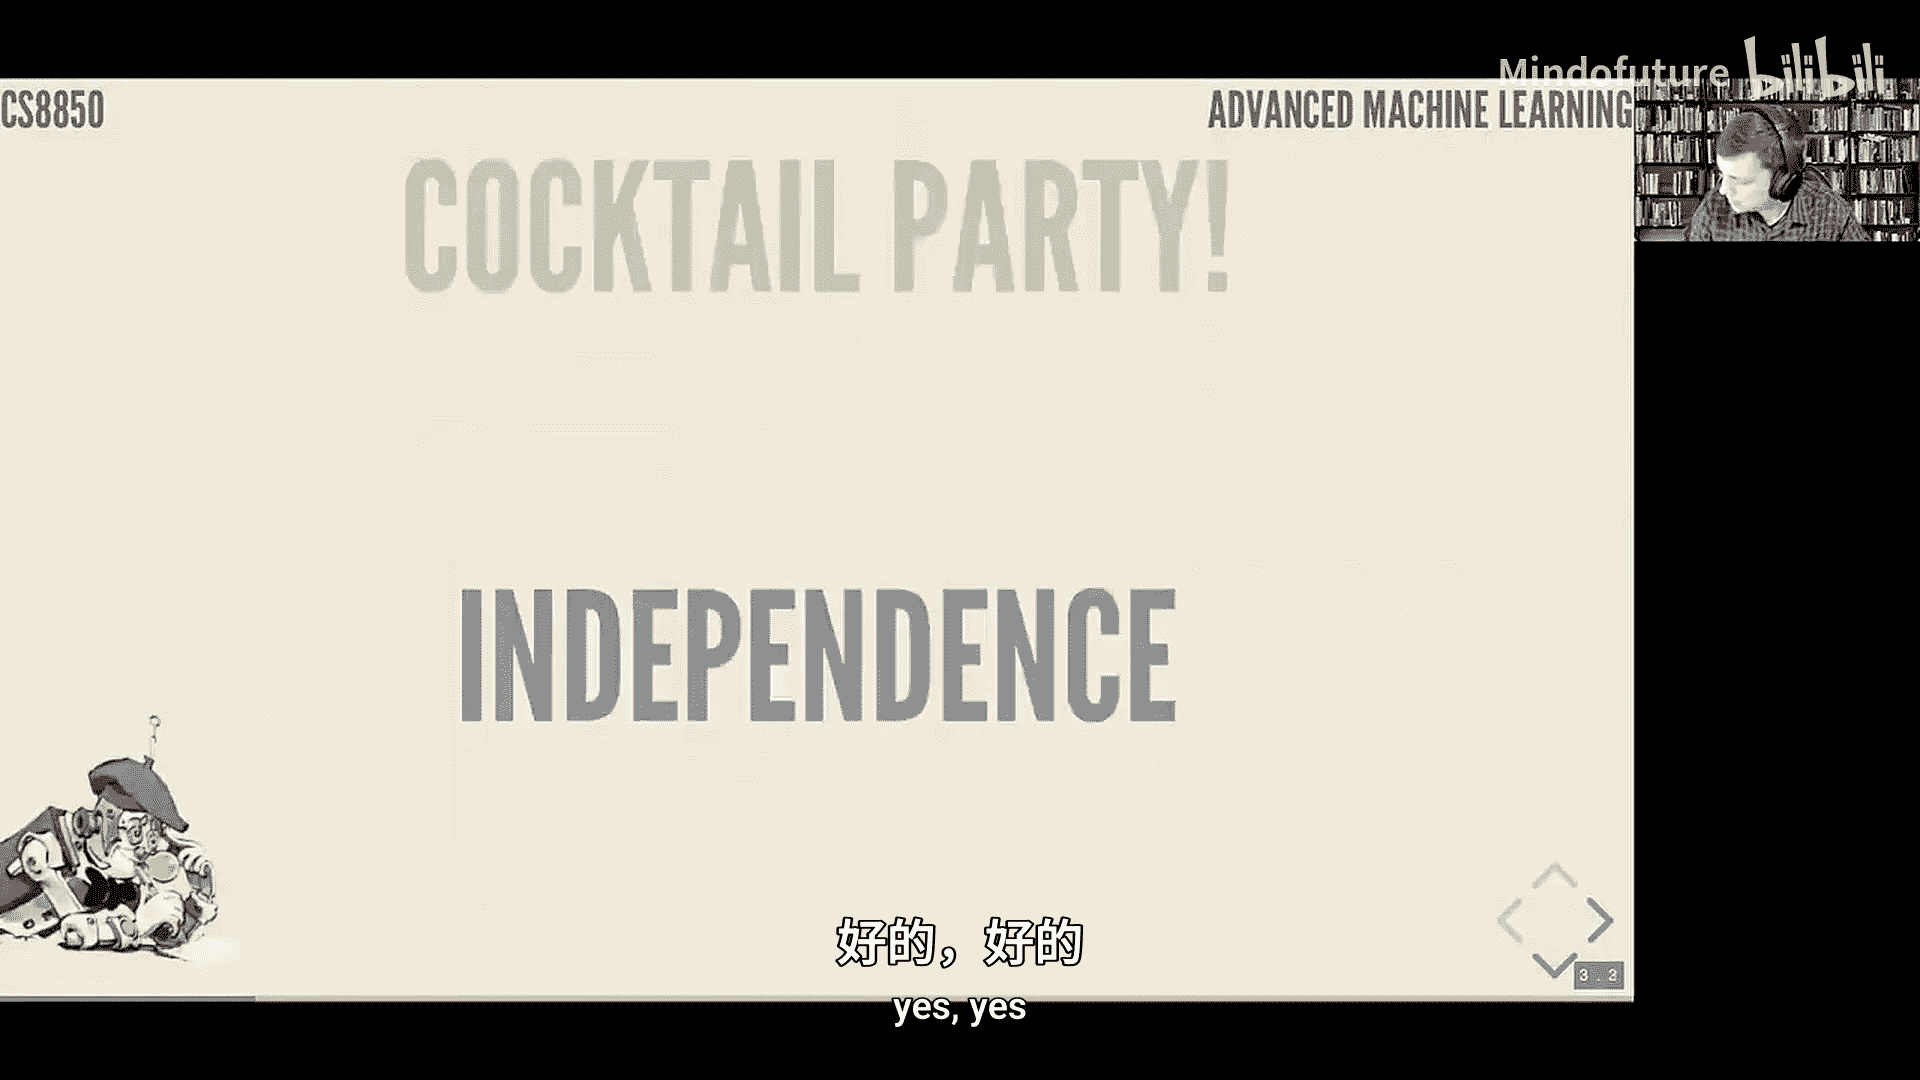 Mindofuture bilibili
CS8850
ADVANCED MACHINE LEARNING
COCKTAIL PARTY!
INDEPENDENCE
好的，好的
3.2
yes, yes